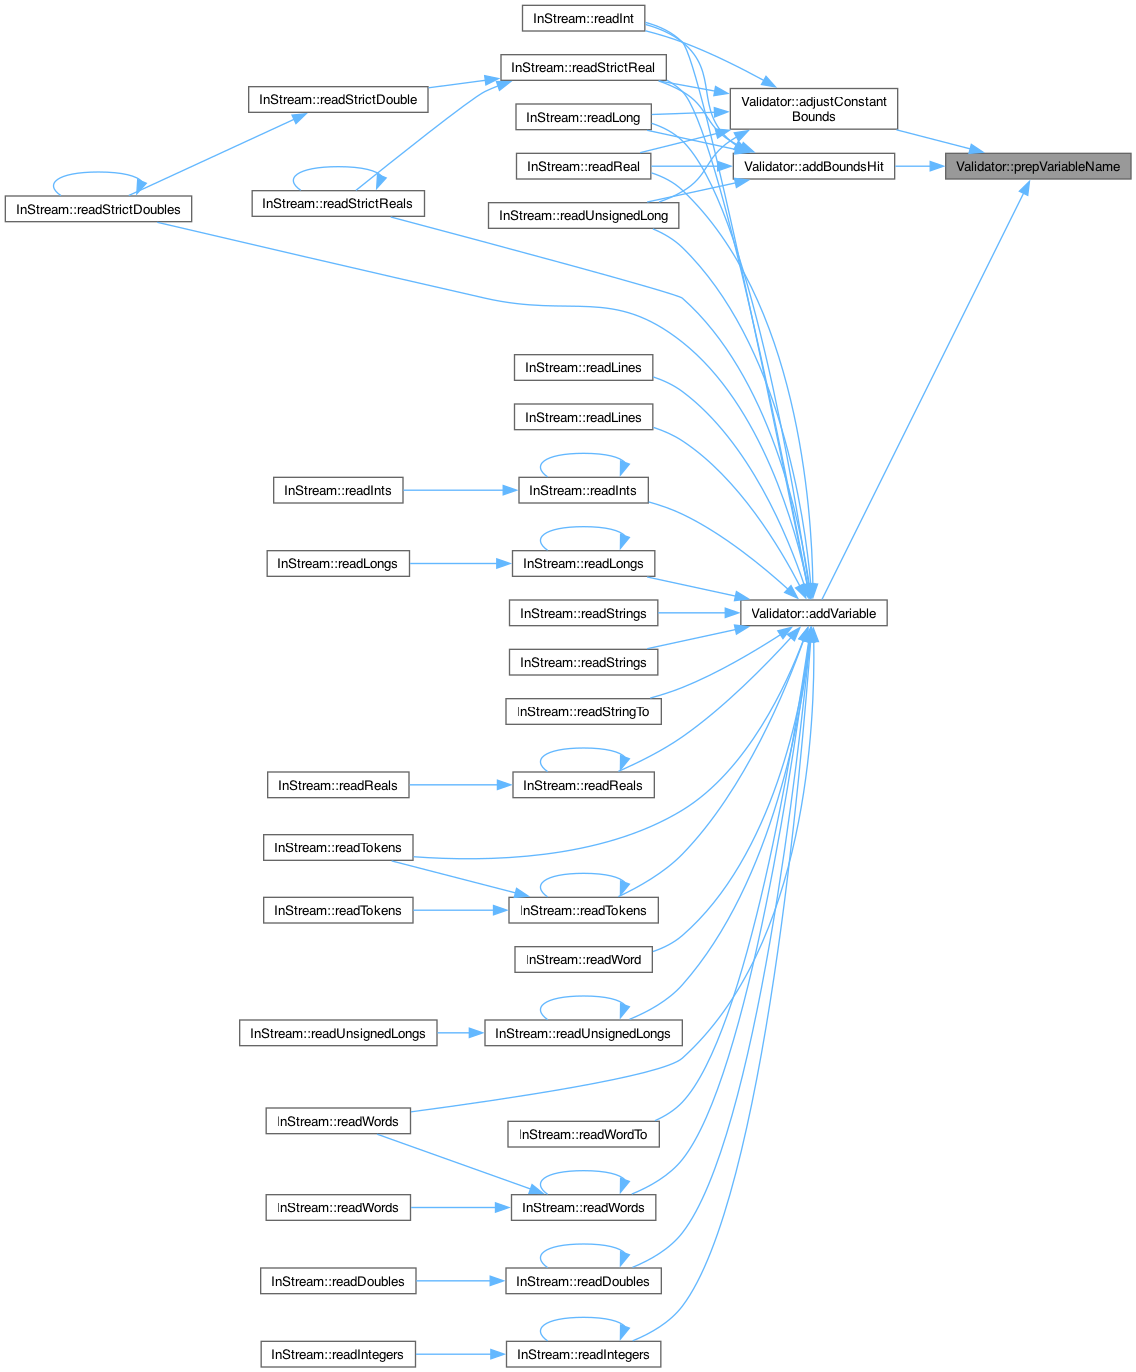 InStream::readInt
InStream::readStrictReal
InStream::readStrictDouble
Validator::adjustConstant
Bounds
InStream::readLong
InStream::readReal
Validator::addBoundsHit
Validator::prepVariableName
InStream::readStrictDoubles
InStream::readStrictReals
InStream::readUnsignedLong
InStream::readLines
InStream::readLines
InStream::readInts
InStream::readInts
InStream::readLongs
InStream::readLongs
InStream::readStrings
Validator::addVariable
InStream::readStrings
InStream::readStringTo
InStream::readReals
InStream::readReals
InStream::readTokens
InStream::readTokens
InStream::readTokens
InStream::readWord
InStream::readUnsignedLongs
InStream::readUnsignedLongs
InStream::readWords
InStream::readWordTo
InStream::readWords
InStream::readWords
InStream::readDoubles
InStream::readDoubles
InStream::readIntegers
InStream::readIntegers